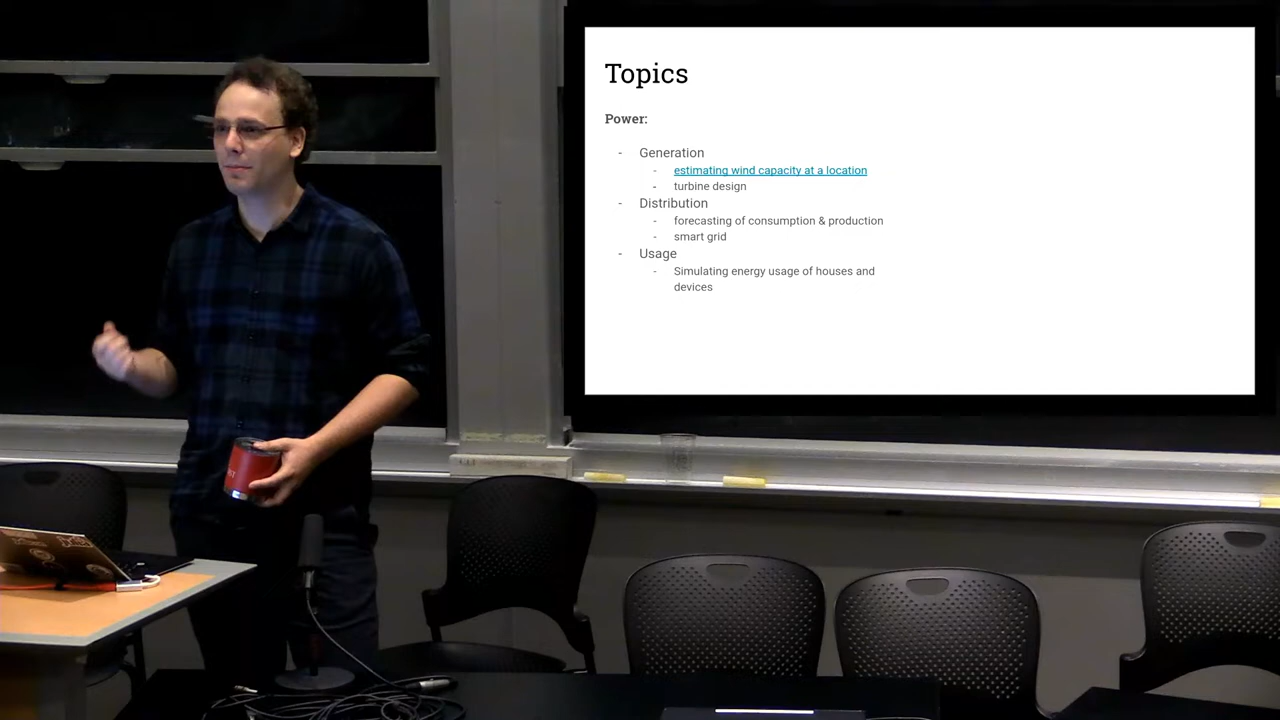 Topics
Power:
- Generation
- estimating wind capacity at a location
- turbine design
- Distribution
- forecasting of consumption & production
- smart grid
- Usage
- Simulating energy usage of houses and
devices